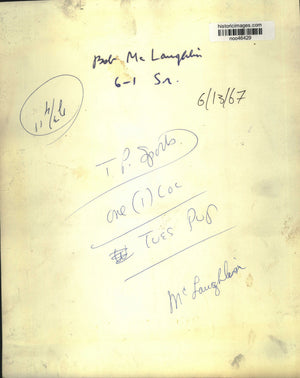 historicimages.com
noo46429
Bob McLaughlin
6-1 Sr.
6/13/67
T.P. Sports
one (1) Col
Tues
McLaughlin